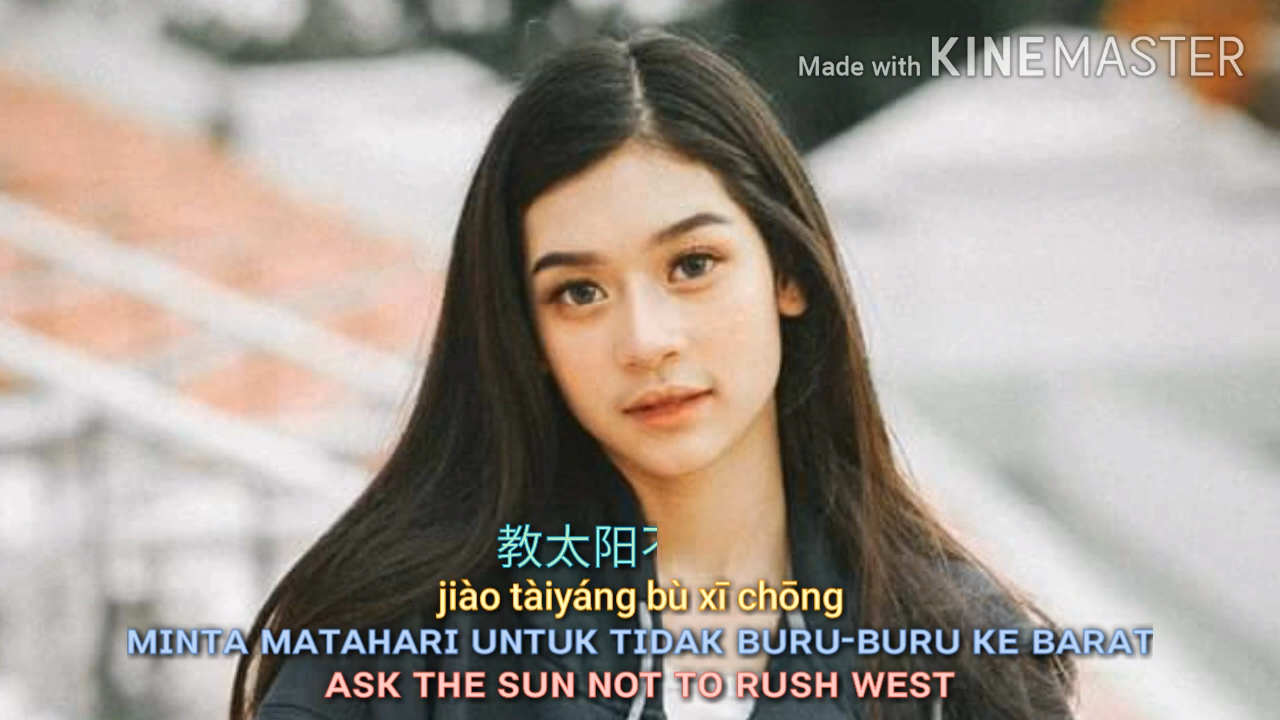 Made with KINEMASTER
教太阳
jiào tàiyáng bù xī chōng
MINTA MATAHARI UNTUK TIDAK BURU-BURU KE BARAT
ASK THE SUN NOT TO RUSH WEST